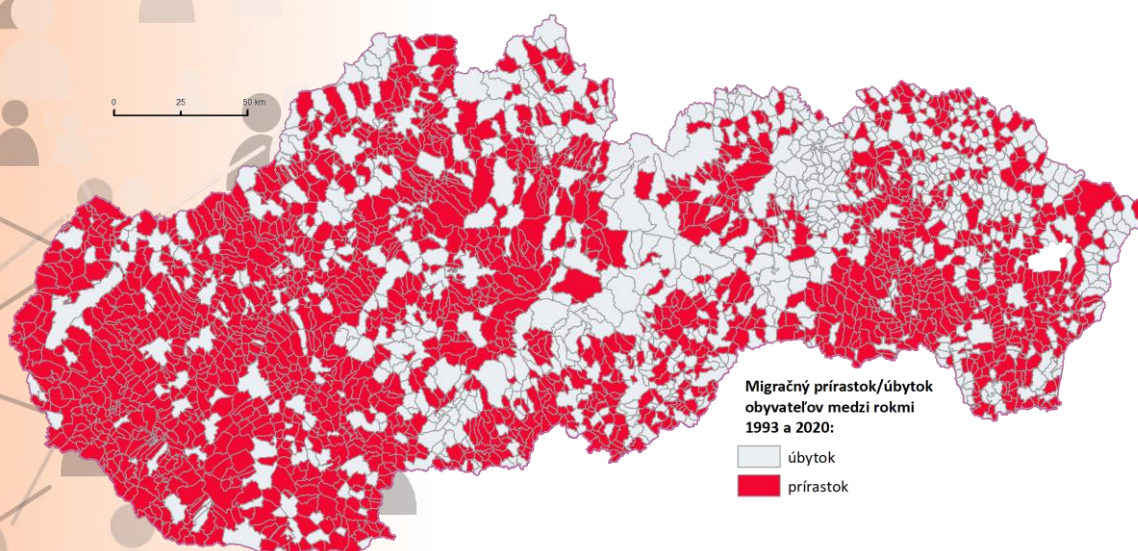 0 25 50 km
Migračný prírastok/úbytok
obyvateľov medzi rokmi
1993 a 2020:
úbytok
prírastok